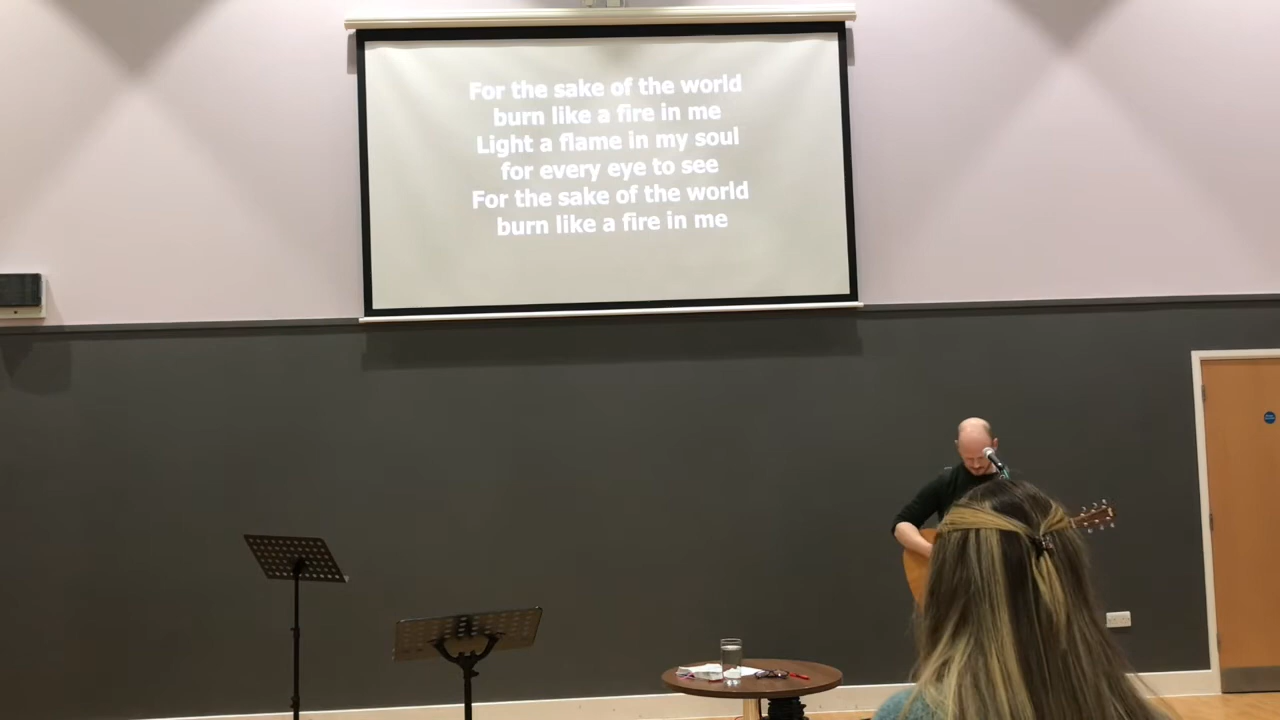 For the sake of the world
burn like a fire in me
Light a flame in my soul
for every eye to see
For the sake of the world
burn like a fire in me